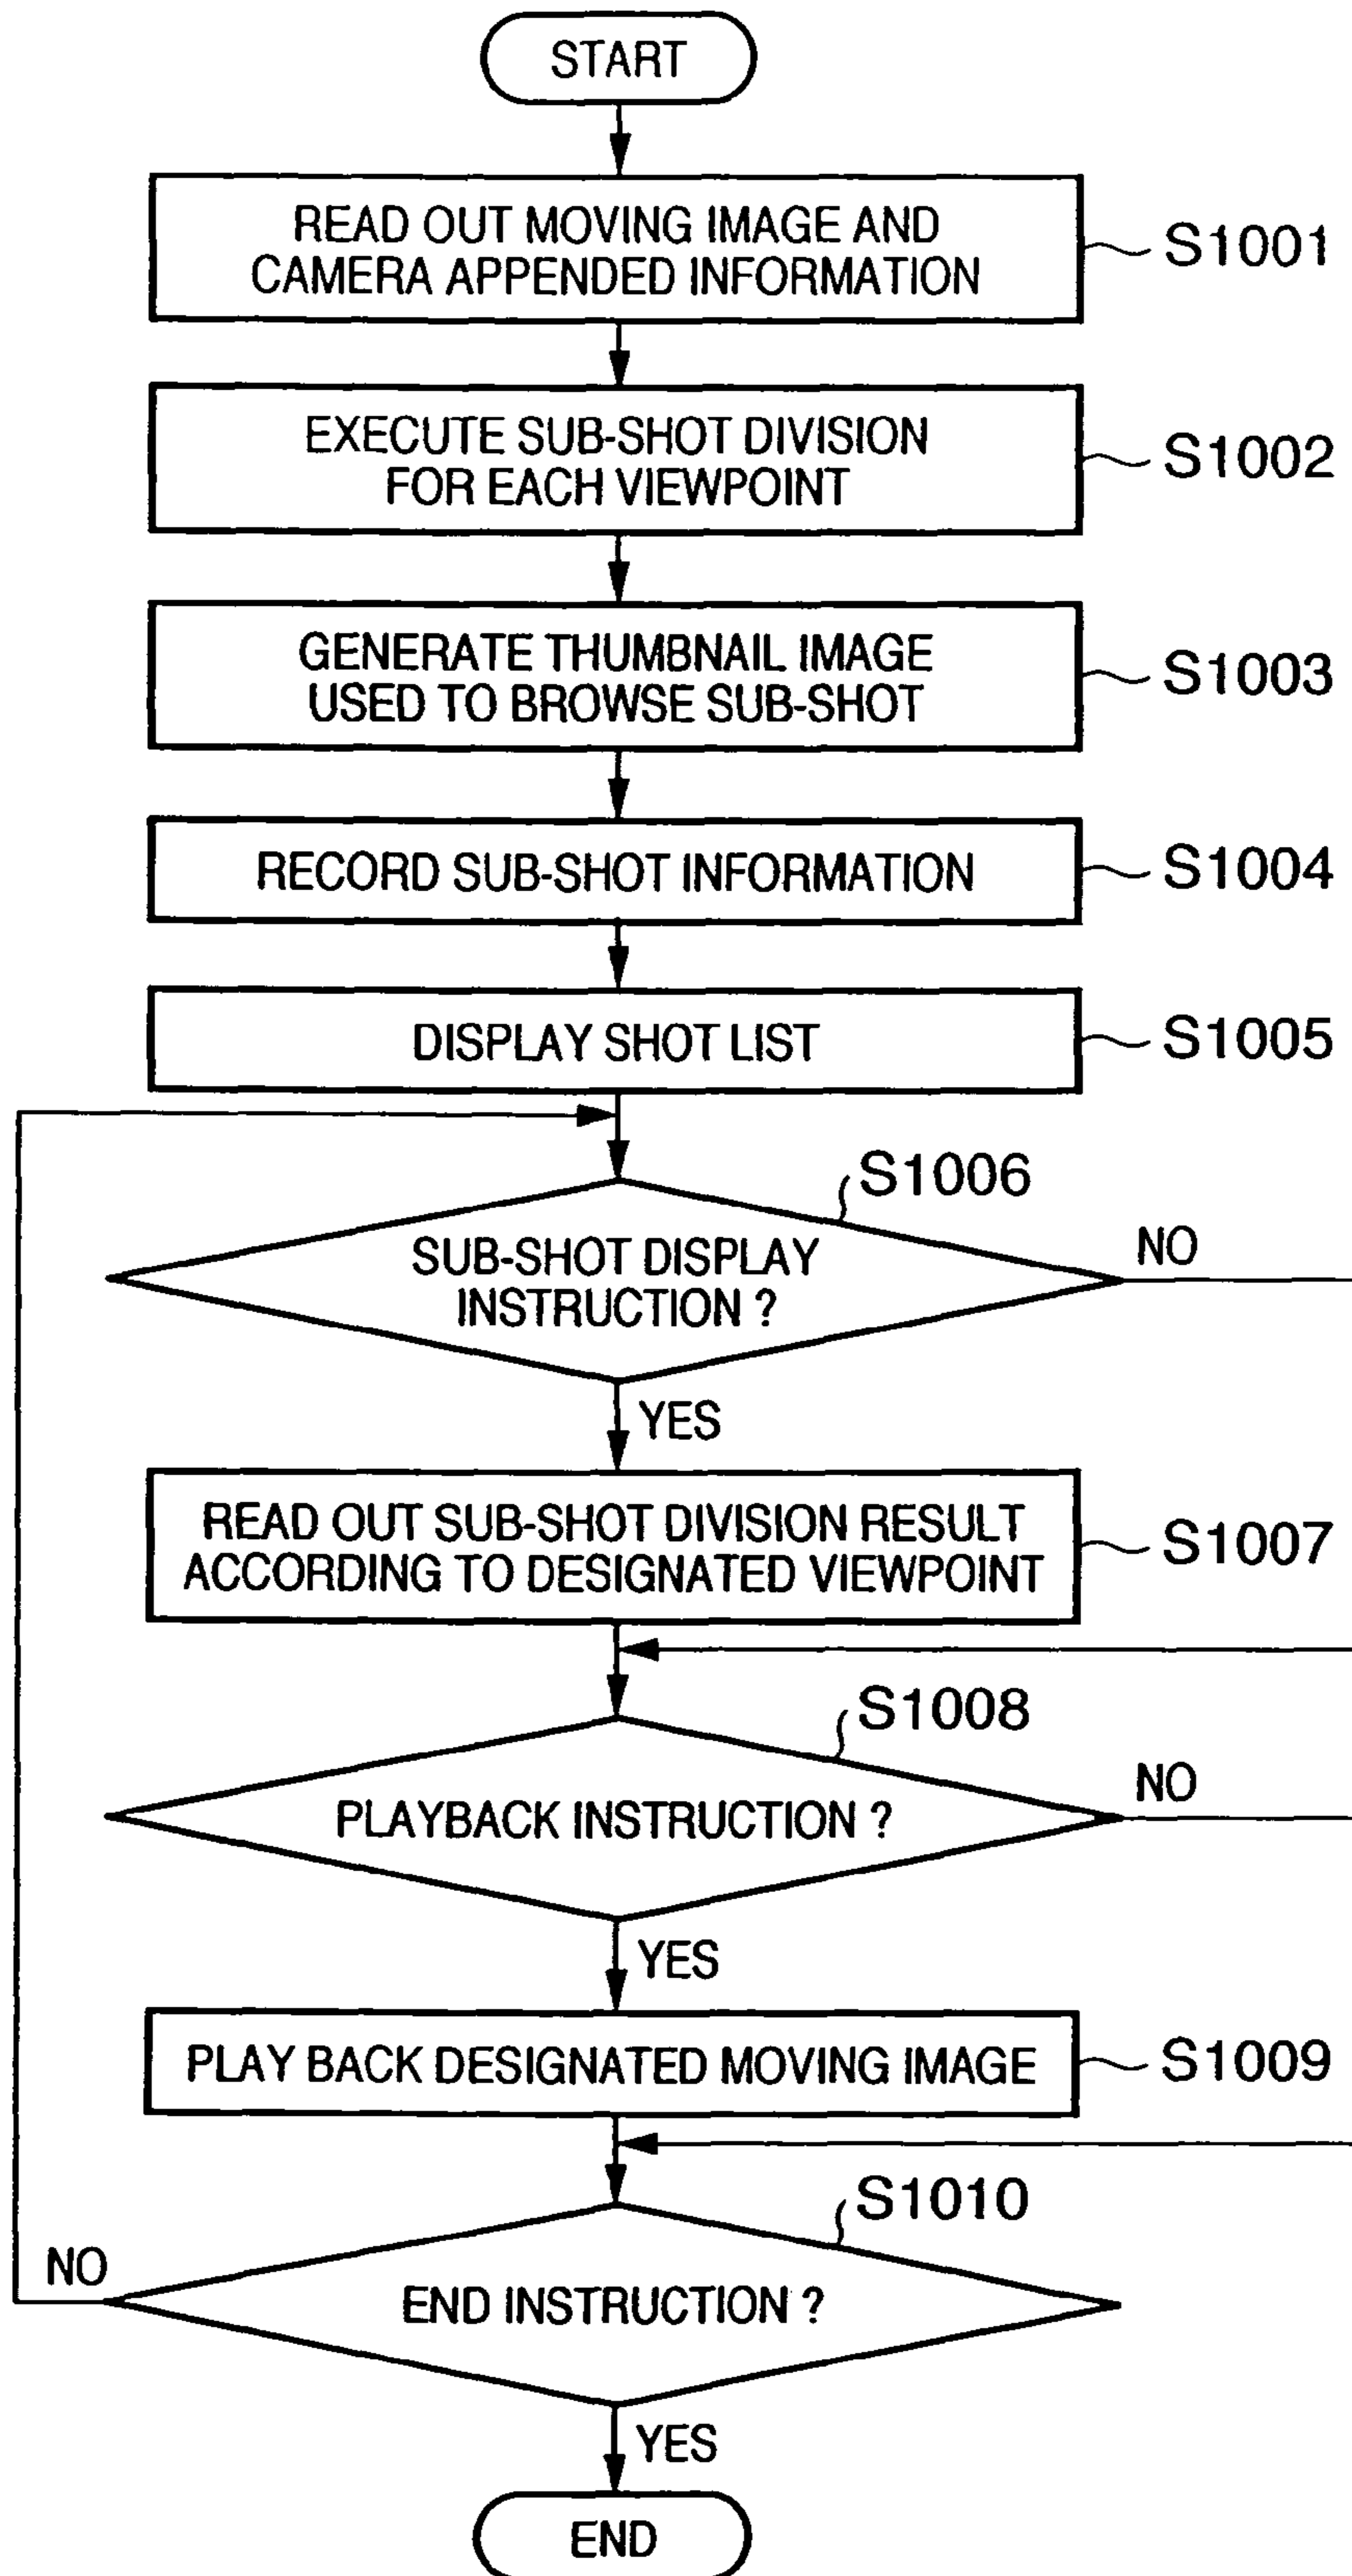 START
READ OUT MOVING IMAGE AND
CAMERA APPENDED INFORMATION
S1001
EXECUTE SUB-SHOT DIVISION
FOR EACH VIEWPOINT
S1002
GENERATE THUMBNAIL IMAGE
USED TO BROWSE SUB-SHOT
S1003
RECORD SUB-SHOT INFORMATION
S1004
DISPLAY SHOT LIST
S1005
S1006
SUB-SHOT DISPLAY
INSTRUCTION ?
NO
YES
READ OUT SUB-SHOT DIVISION RESULT
ACCORDING TO DESIGNATED VIEWPOINT
S1007
S1008
PLAYBACK INSTRUCTION ?
NO
YES
PLAY BACK DESIGNATED MOVING IMAGE
S1009
S1010
NO
END INSTRUCTION ?
YES
END